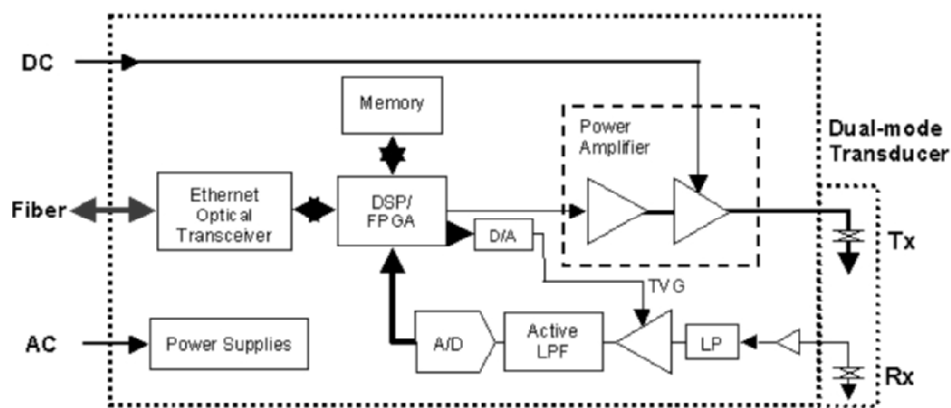 DC
Memory
Power
Amplifier
Dual-mode
Transducer
Fiber
Ethernet
Optical
Transceiver
DSP/
FPGA
D/A
Tx
TVG
AC
Power Supplies
A/D
Active
LPF
LP
Rx